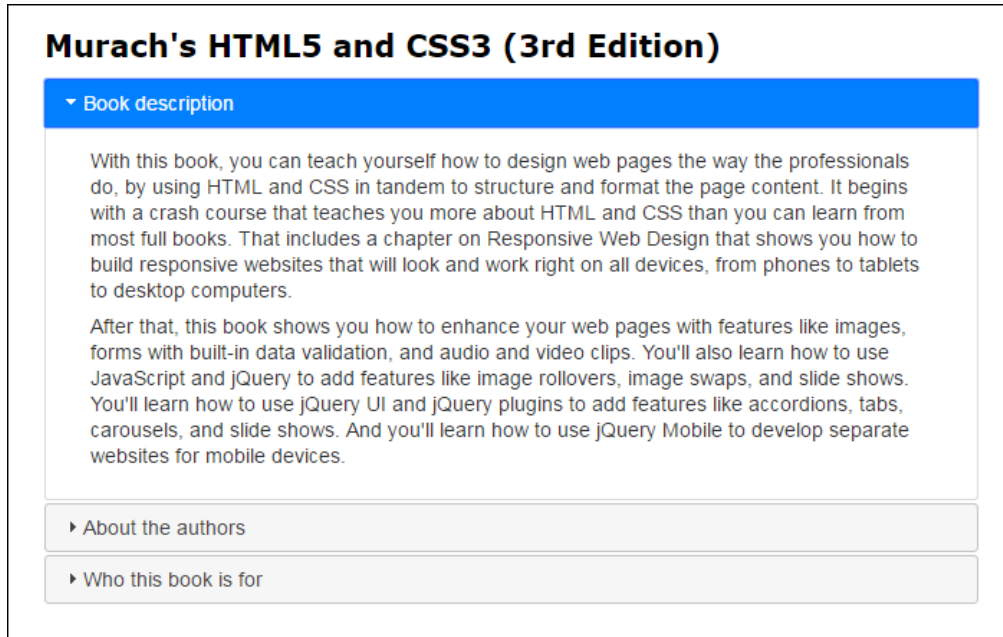 Murach's HTML5 and CSS3 (3rd Edition)
Book description
With this book, you can teach yourself how to design web pages the way the professionals
do, by using HTML and CSS in tandem to structure and format the page content. It begins
with a crash course that teaches you more about HTML and CSS than you can learn from
most full books. That includes a chapter on Responsive Web Design that shows you how to
build responsive websites that will look and work right on all devices, from phones to tablets
to desktop computers.
After that, this book shows you how to enhance your web pages with features like images,
forms with built-in data validation, and audio and video clips. You'll also learn how to use
JavaScript and jQuery to add features like image rollovers, image swaps, and slide shows.
You'll learn how to use jQuery UI and jQuery plugins to add features like accordions, tabs,
carousels, and slide shows. And you'll learn how to use jQuery Mobile to develop separate
websites for mobile devices.
About the authors
Who this book is for